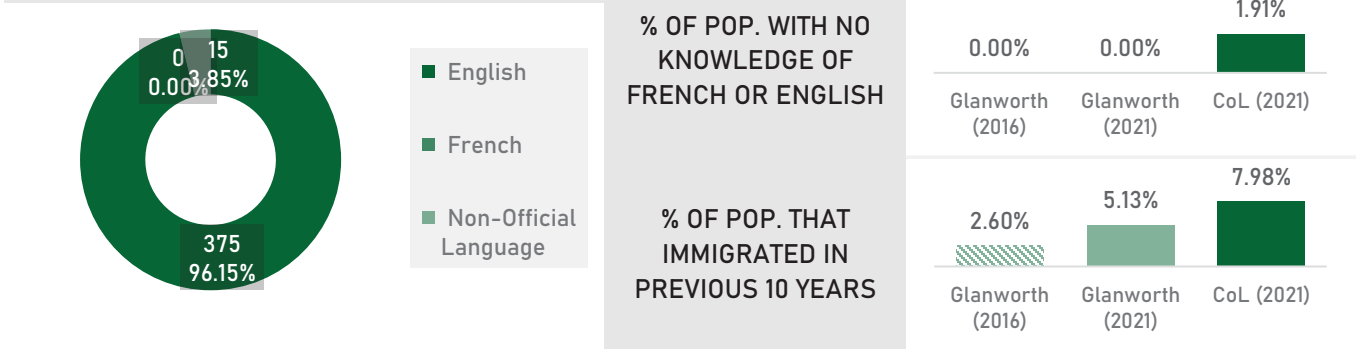 0
0.00%
15
3.85%
375
96.15%
English
French
Non-Official
Language
% OF POP. WITH NO
KNOWLEDGE OF
FRENCH OR ENGLISH
0.00%
0.00%
1.91%
Glanworth
(2016)
Glanworth
(2021)
CoL (2021)
% OF POP. THAT
IMMIGRATED IN
PREVIOUS 10 YEARS
2.60%
5.13%
7.98%
Glanworth
(2016)
Glanworth
(2021)
CoL (2021)